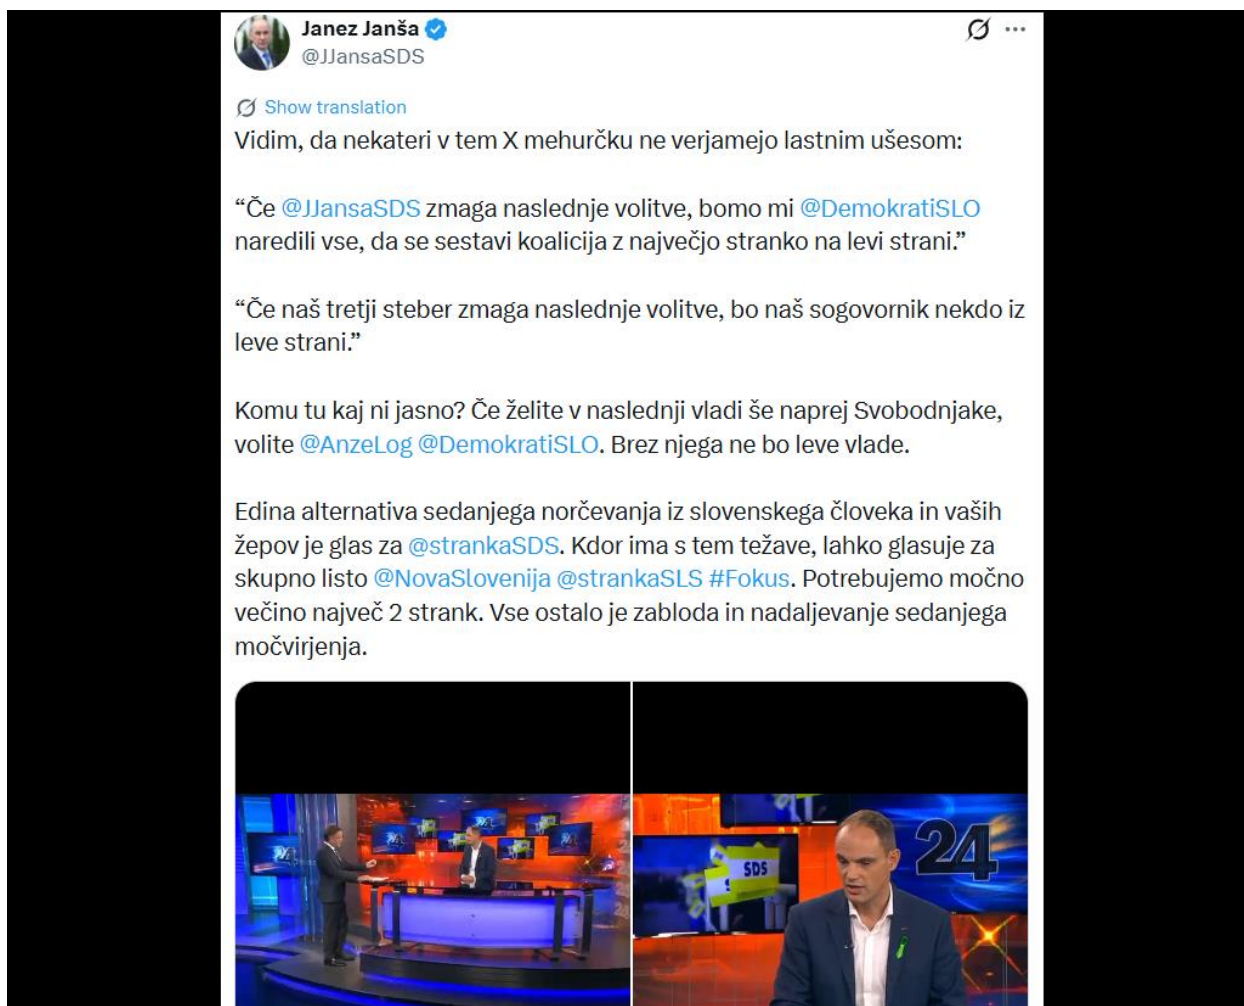 Janez Janša
@JJansaSDS
Show translation
Vidim, da nekateri v tem X mehurčku ne verjamejo lastnim ušesom:
“Če @JJansaSDS zmaga naslednje volitve, bomo mi @DemokratiSLO
naredili vse, da se sestavi koalicija z največjo stranko na levi strani.”
“Če naš tretji steber zmaga naslednje volitve, bo naš sogovornik nekdo iz
leve strani.”
Komu tu kaj ni jasno? Če želite v naslednji vladi še naprej Svobodnjake,
volite @AnzeLog @DemokratiSLO. Brez njega ne bo leve vlade.
Edina alternativa sedanjega norčevanja iz slovenskega človeka in vaših
žepov je glas za @strankaSDS. Kdor ima s tem težave, lahko glasuje za
skupno listo @NovaSlovenija @strankaSLS #Fokus. Potrebujemo močno
večino največ 2 strank. Vse ostalo je zabloda in nadaljevanje sedanjega
močvirjenja.
SDS
24